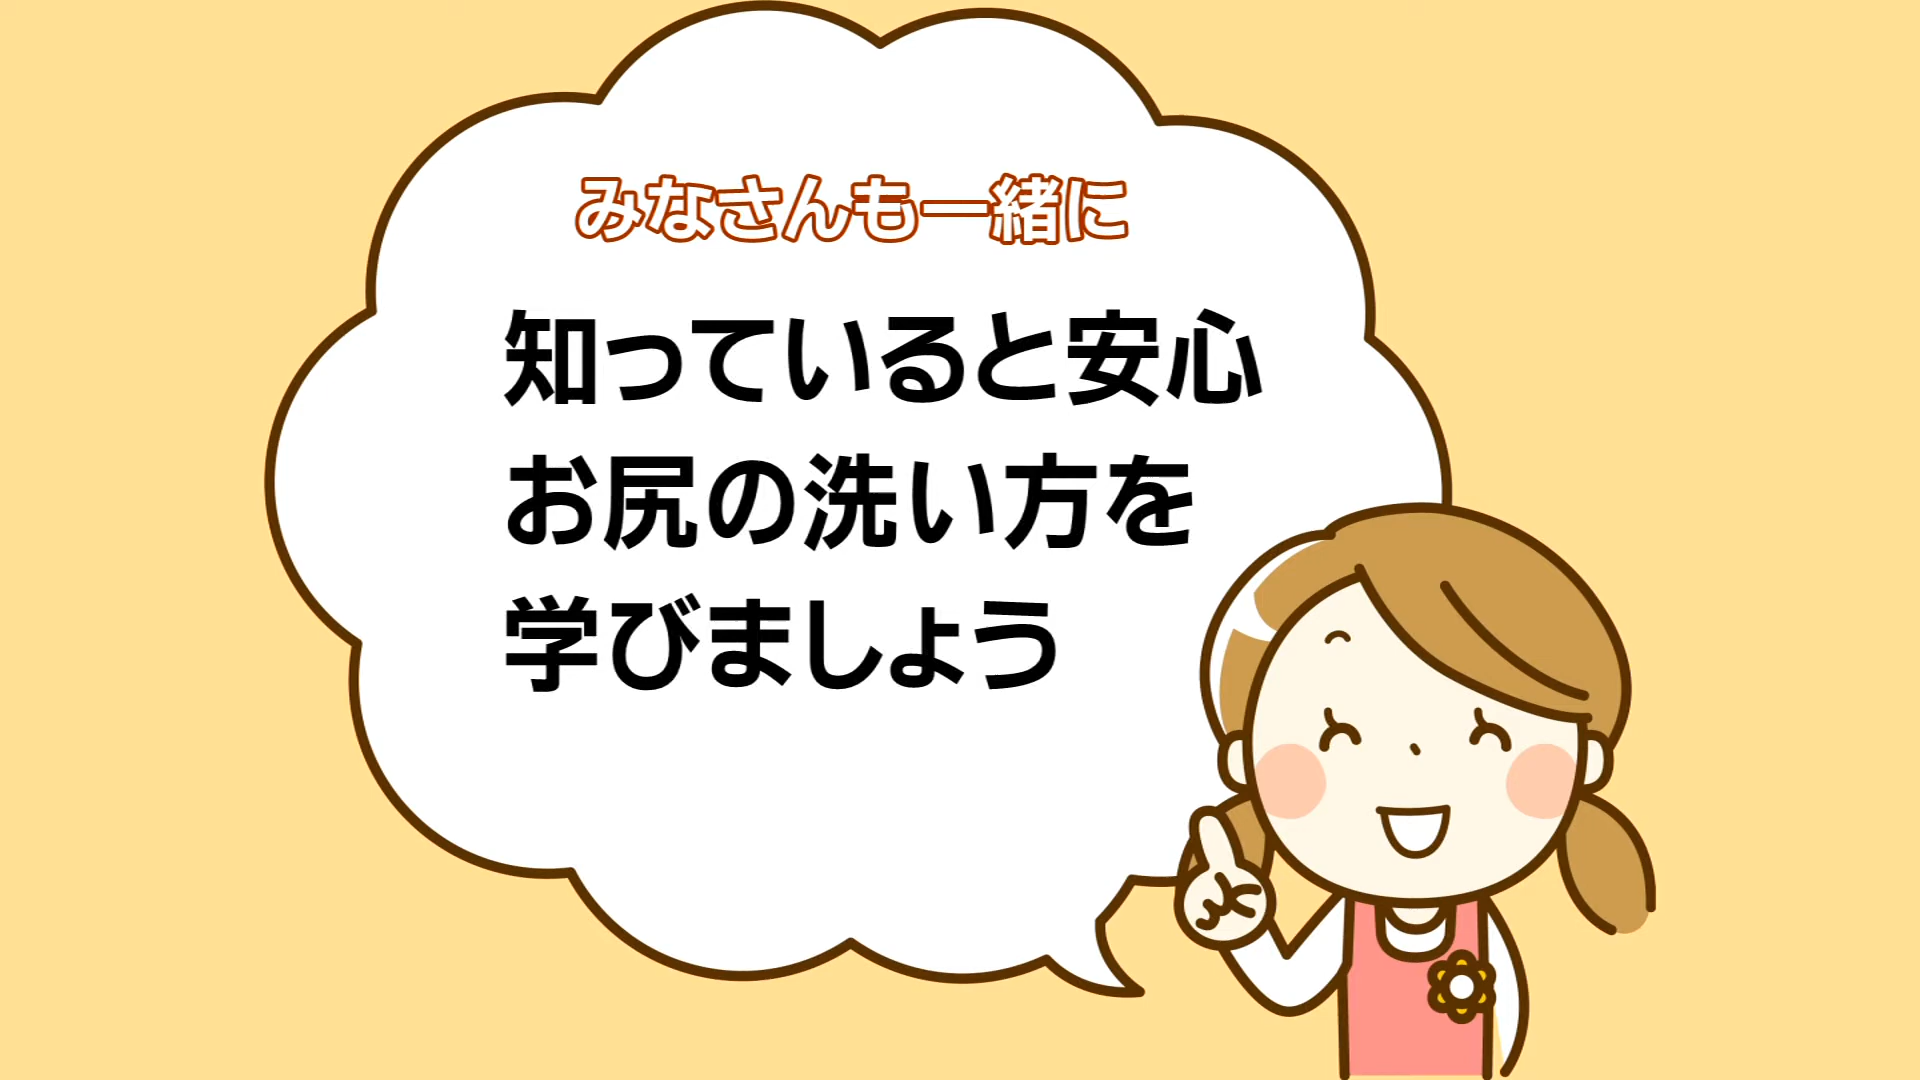 みなさんも一緒に
知っていると安心
お尻の洗い方を
学びましょう